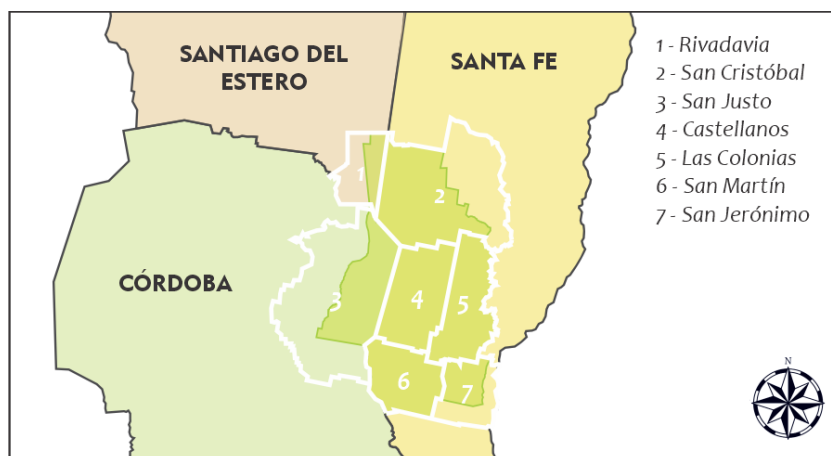 SANTIAGO DEL
ESTERO
SANTA FE
CÓRDOBA
1
2
3
4
5
6
7
1 - Rivadavia
2 - San Cristóbal
3 - San Justo
4 - Castellanos
5 - Las Colonias
6 - San Martín
7 - San Jerónimo
N